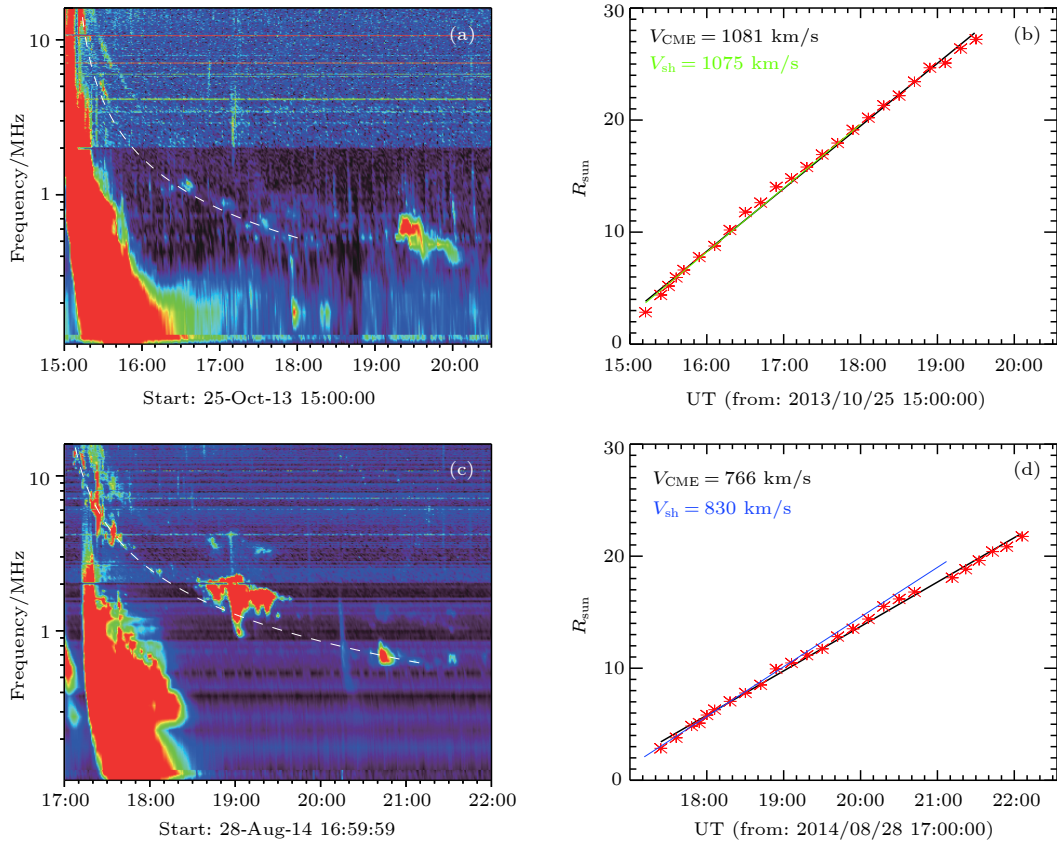 (a)
10
1
Frequency/MHz
15:00 16:00 17:00 18:00 19:00 20:00
Start: 25-Oct-13 15:00:00
(b)
V_CME = 1081 km/s
V_sh = 1075 km/s
30
20
10
0
R_sun
15:00 16:00 17:00 18:00 19:00 20:00
UT (from: 2013/10/25 15:00:00)
(c)
10
1
Frequency/MHz
17:00 18:00 19:00 20:00 21:00 22:00
Start: 28-Aug-14 16:59:59
(d)
V_CME = 766 km/s
V_sh = 830 km/s
30
20
10
0
R_sun
18:00 19:00 20:00 21:00 22:00
UT (from: 2014/08/28 17:00:00)